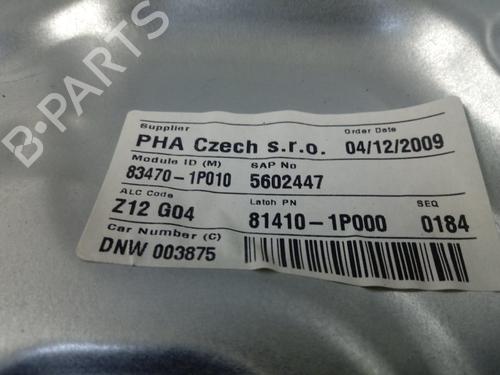 B-PARTS
Supplier Order Date
PHA Czech s.r.o. 04/12/2009
Module ID (M) SAP No
83470-1P010 5602447
ALC Code Latch PN SEQ
Z12 G04 81410-1P000 0184
Car Number (C)
DNW 003875